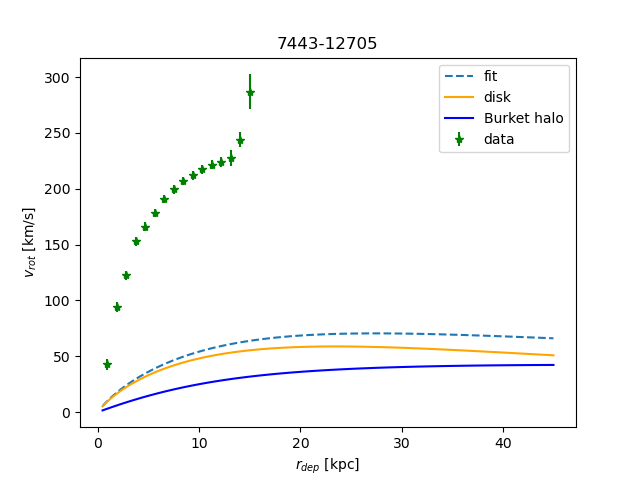 7443-12705
300
250
200
150
100
50
0
v_rot [km/s]
fit
disk
Burket halo
data
0 10 20 30 40
r_dep [kpc]